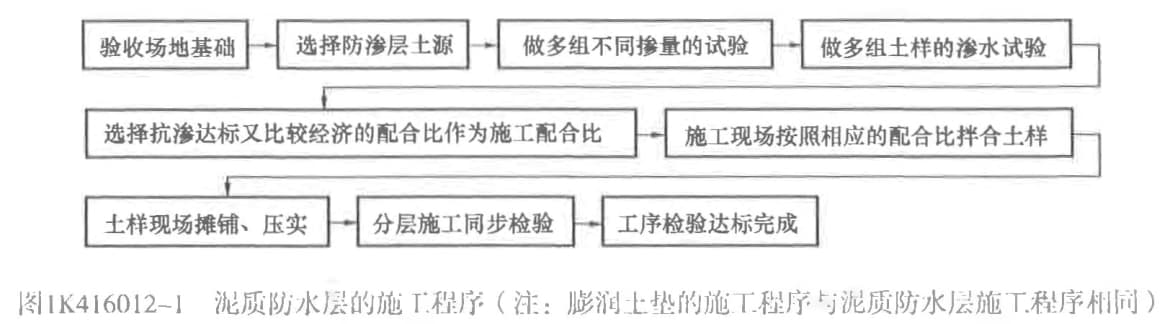 验收场地基础 选择防渗层土源 做多组不同掺量的试验 做多组土样的渗水试验
选择抗渗达标又比较经济的配合比作为施工配合比 施工现场按照相应的配合比拌合土样
土样现场摊铺、压实 分层施工同步检验 工序检验达标完成
图1K416012-1 泥质防水层的施工程序（注：膨润土垫的施工程序与泥质防水层施工程序相同）